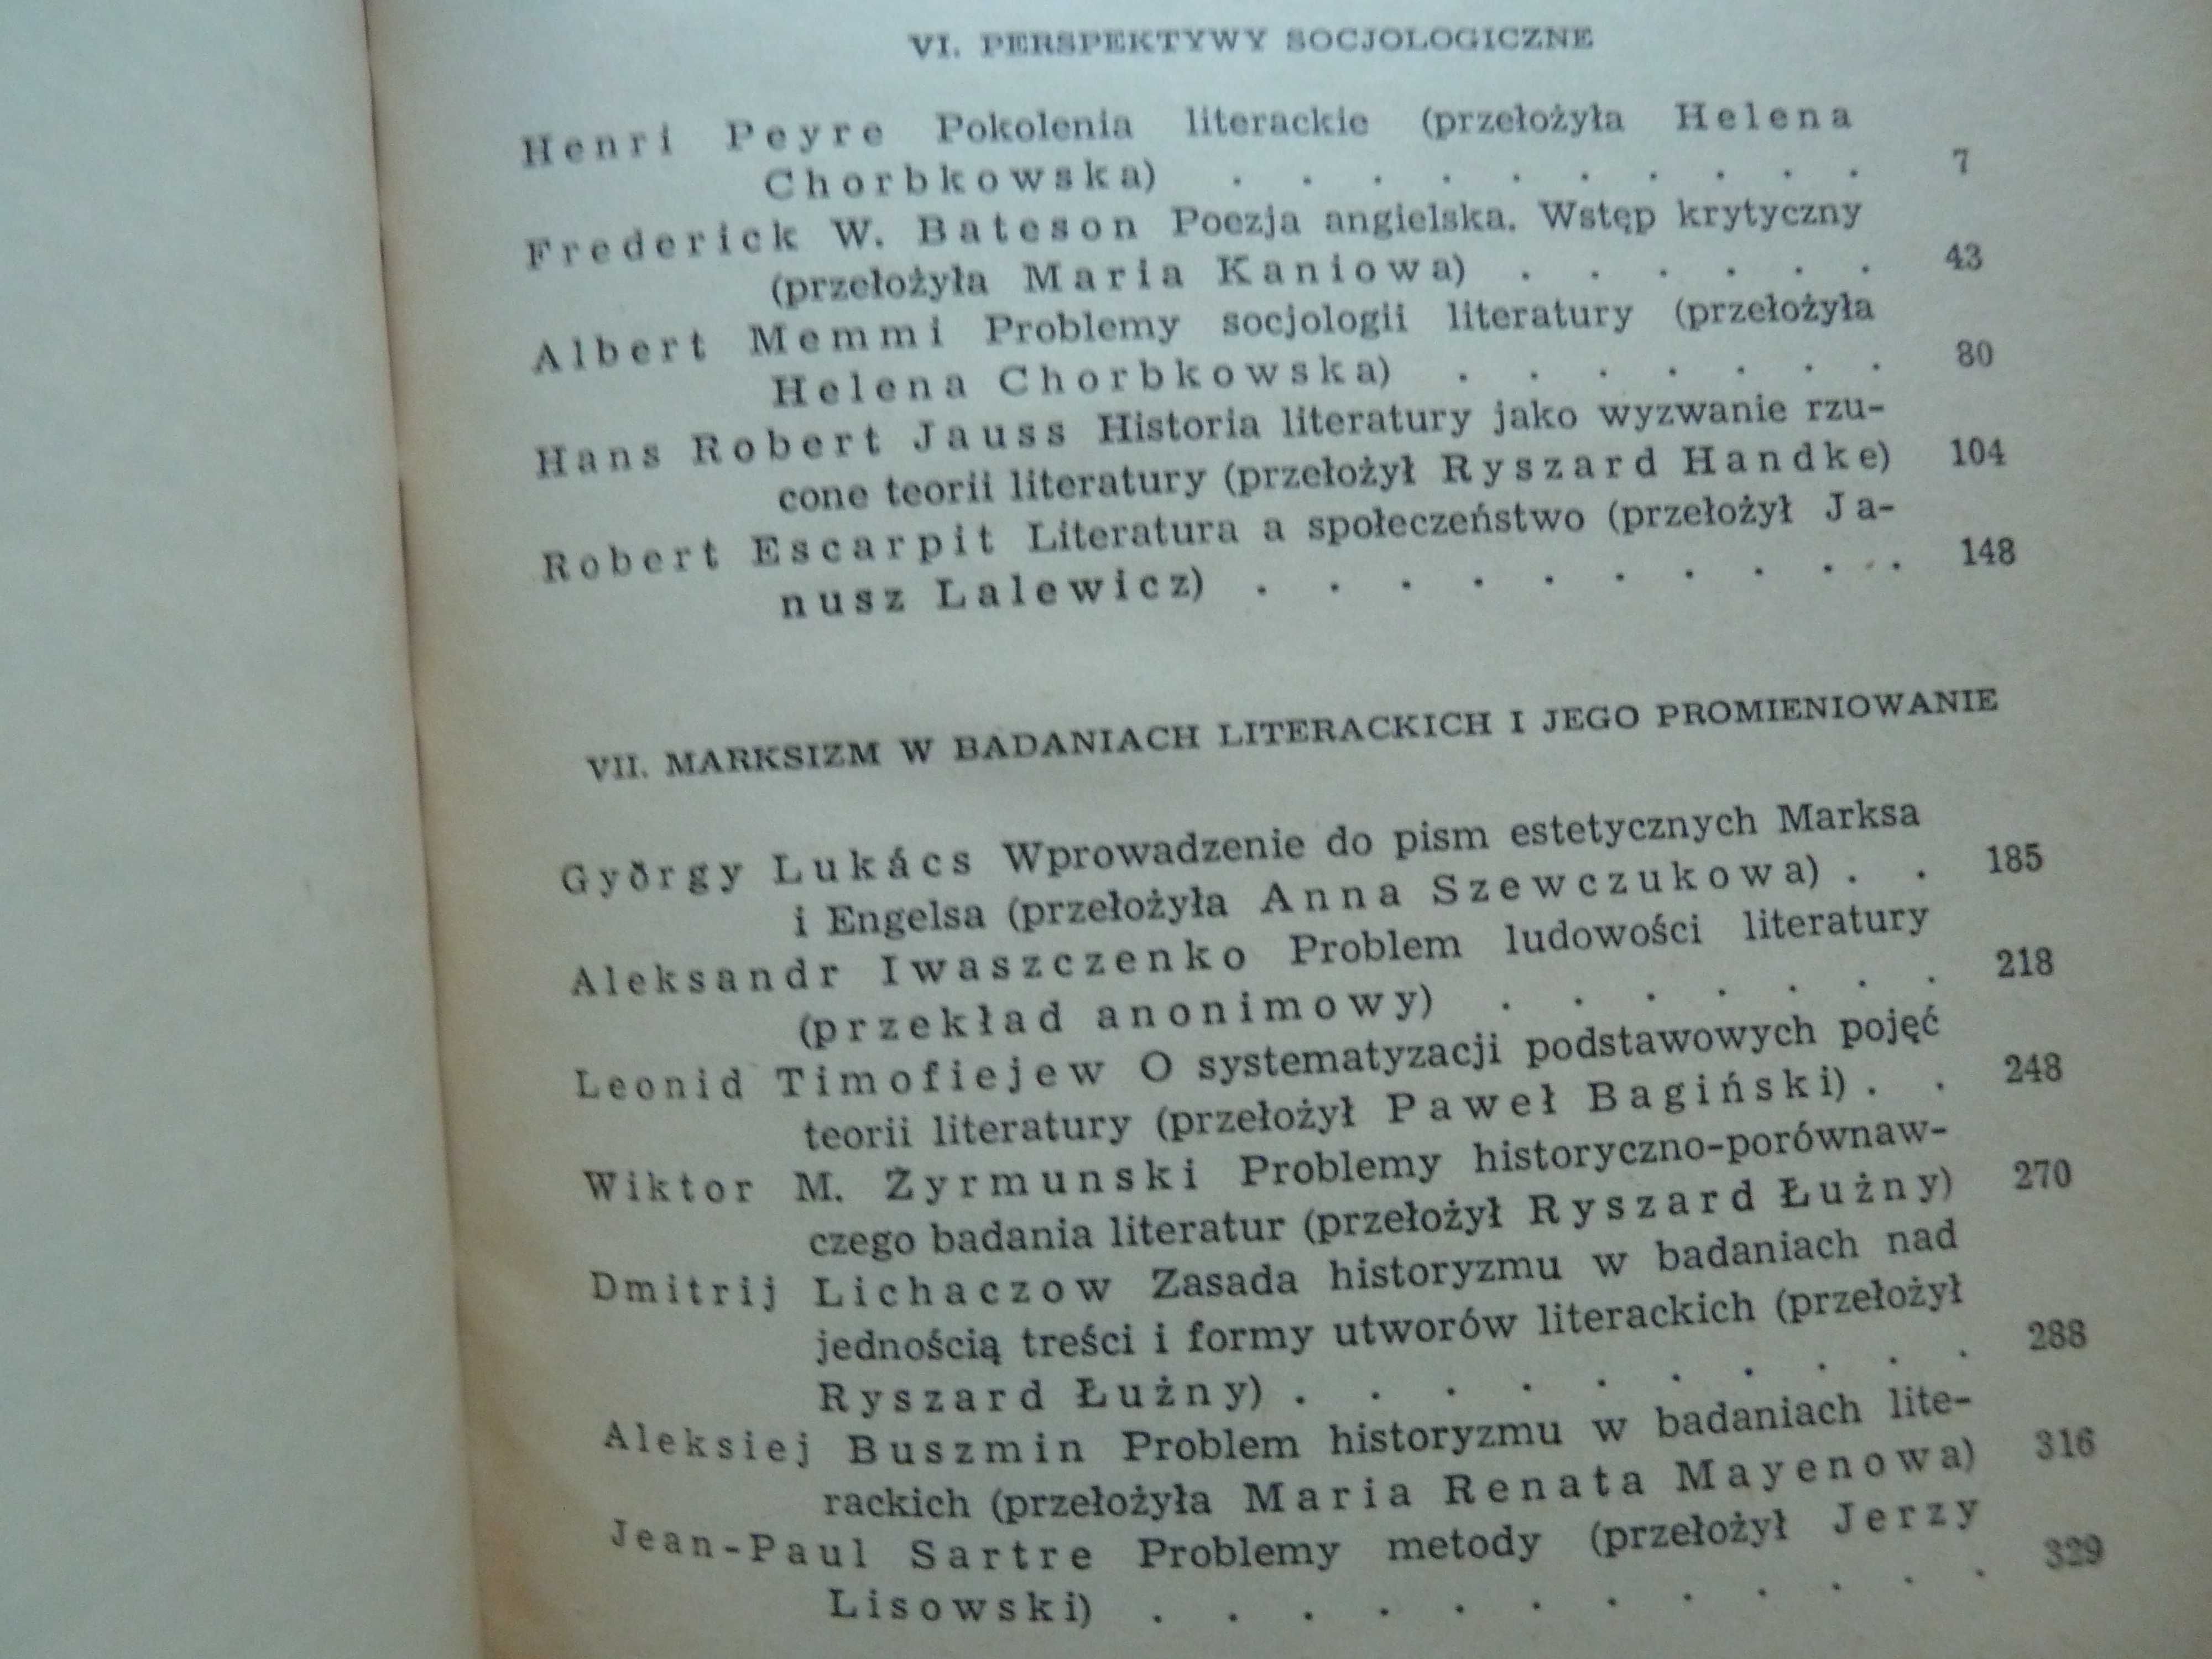 VI. PERSPEKTYWY SOCJOLOGICZNE
Henri Peyre Pokolenia literackie (przełożyła Helena
Chorbkowska) . . . . . . . . . . 7
Frederick W. Bateson Poezja angielska. Wstęp krytyczny
(przełożyła Maria Kaniowa) . . . . . . 43
Albert Memmi Problemy socjologii literatury (przełożyła
Helena Chorbkowska) . . . . . . . 80
Hans Robert Jauss Historia literatury jako wyzwanie rzu-
cone teorii literatury (przełożył Ryszard Handke) 104
Robert Escarpit Literatura a społeczeństwo (przełożył Ja-
nusz Lalewicz) . . . . . . . . . . 148
VII. MARKSIZM W BADANIACH LITERACKICH I JEGO PROMIENIOWANIE
György Lukács Wprowadzenie do pism estetycznych Marksa
i Engelsa (przełożyła Anna Szewczukowa) . . 185
Aleksandr Iwaszczenko Problem ludowości literatury
(przekład anonimowy) . . . . . . . 218
Leonid Timofiejew O systematyzacji podstawowych pojęć
teorii literatury (przełożył Paweł Bagiński) . . 248
Wiktor M. Żyrmunski Problemy historyczno-porównaw-
czego badania literatur (przełożył Ryszard Łużny) 270
Dmitrij Lichaczow Zasada historyzmu w badaniach nad
jednością treści i formy utworów literackich (przełożył
Ryszard Łużny) . . . . . . . . . . 288
Aleksiej Buszmin Problem historyzmu w badaniach lite-
rackich (przełożyła Maria Renata Mayenowa) 316
Jean-Paul Sartre Problemy metody (przełożył Jerzy
Lisowski) . . . . . . . . . . . . 329